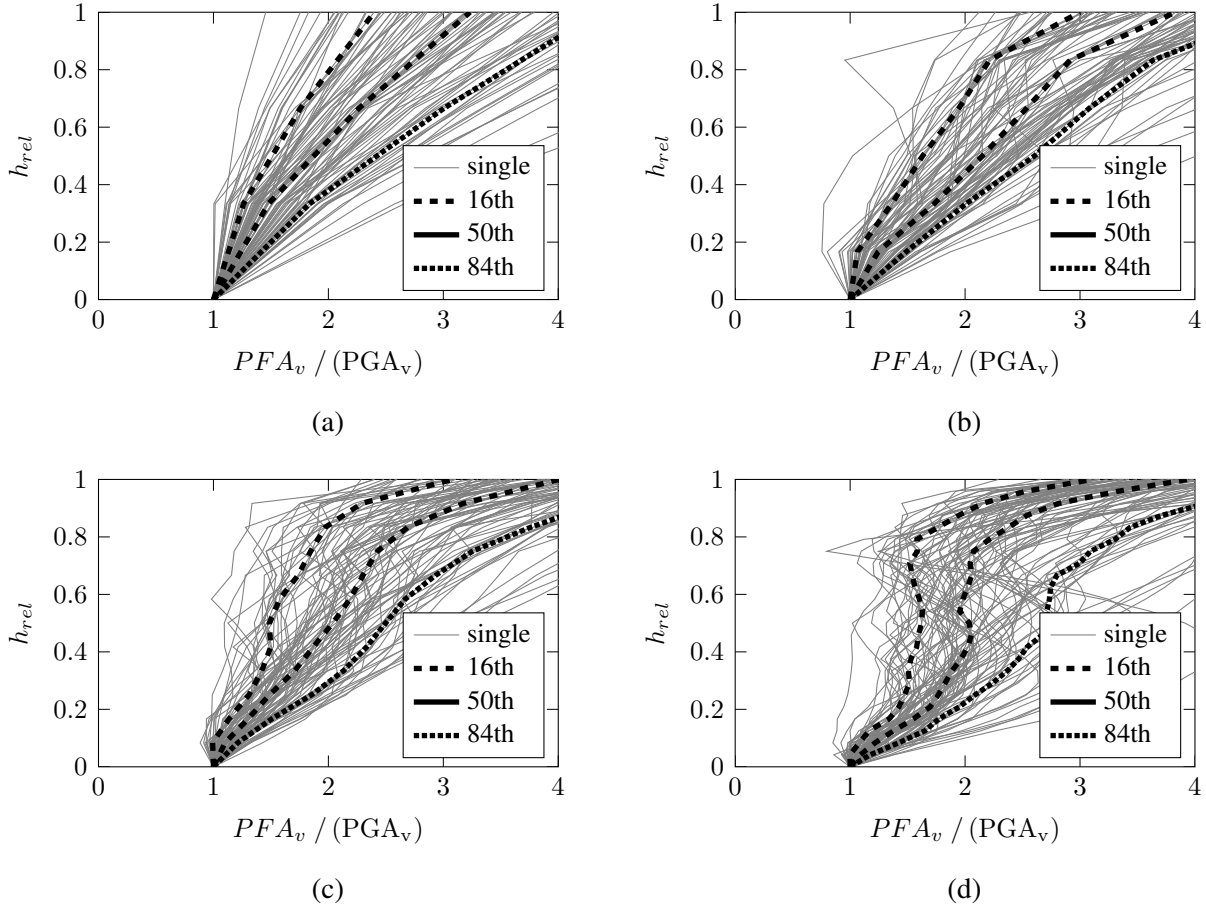 1
0.8
0.6
0.4
0.2
0
h_rel
0 1 2 3 4
PFA_v / (PGA_v)
single
16th
50th
84th
(a)
1
0.8
0.6
0.4
0.2
0
h_rel
0 1 2 3 4
PFA_v / (PGA_v)
single
16th
50th
84th
(b)
1
0.8
0.6
0.4
0.2
0
h_rel
0 1 2 3 4
PFA_v / (PGA_v)
single
16th
50th
84th
(c)
1
0.8
0.6
0.4
0.2
0
h_rel
0 1 2 3 4
PFA_v / (PGA_v)
single
16th
50th
84th
(d)